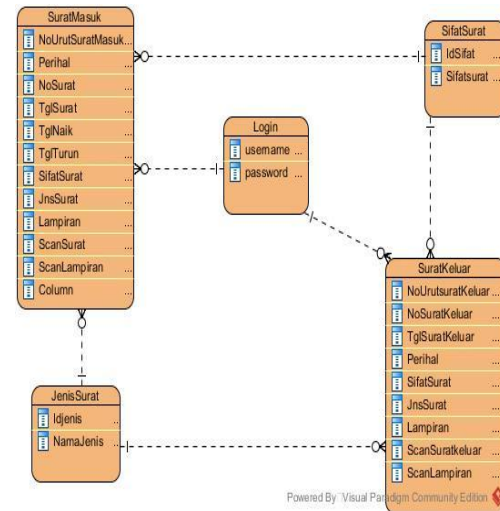 SuratMasuk
NoUrutSuratMasuk...
Perihal ...
NoSurat ...
TglSurat ...
TglNaik ...
TglTurun ...
SifatSurat ...
JnsSurat ...
Lampiran ...
ScanSurat ...
ScanLampiran ...
Column ...
SifatSurat
IdSifat ...
Sifatsurat ...
Login
username ...
password ...
SuratKeluar
NoUrutsuratKeluar ...
NoSuratKeluar ...
TglSuratKeluar ...
Perihal ...
SifatSurat ...
JnsSurat ...
Lampiran ...
ScanSuratkeluar ...
ScanLampiran ...
JenisSurat
Idjenis ...
NamaJenis ...
Powered By Visual Paradigm Community Edition